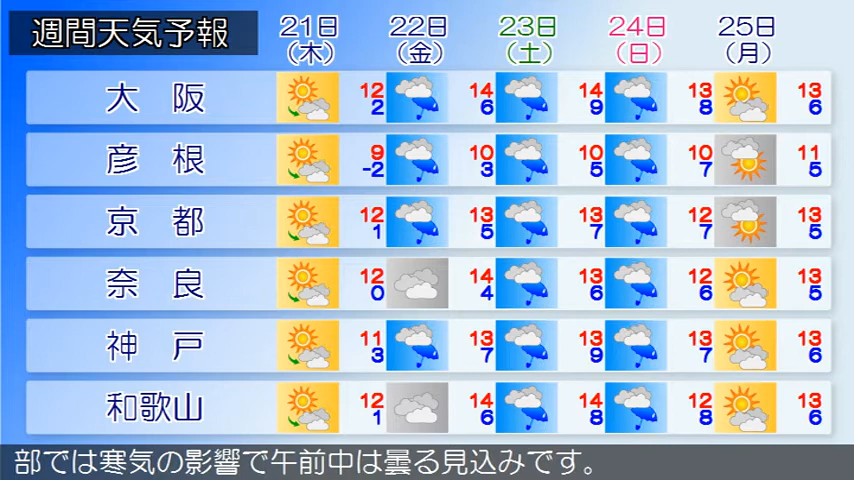 週間天気予報 21日 22日 23日 24日 25日
(木) (金) (土) (日) (月)
大阪 12 14 14 13 13
2 6 9 8 6
彦根 9 10 10 10 11
-2 3 5 7 5
京都 12 13 13 12 13
1 5 7 7 5
奈良 12 14 13 12 13
0 4 6 6 5
神戸 11 13 13 13 13
3 7 9 7 6
和歌山 12 14 14 12 13
1 6 8 8 6
部では寒気の影響で午前中は曇る見込みです。